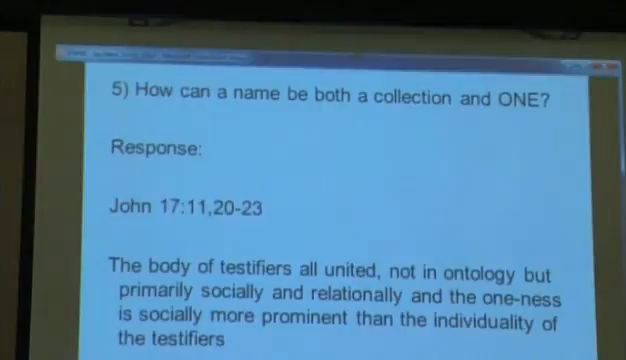 5) How can a name be both a collection and ONE?
Response:
John 17:11,20-23
The body of testifiers all united, not in ontology but
primarily socially and relationally and the one-ness
is socially more prominent than the individuality of
the testifiers